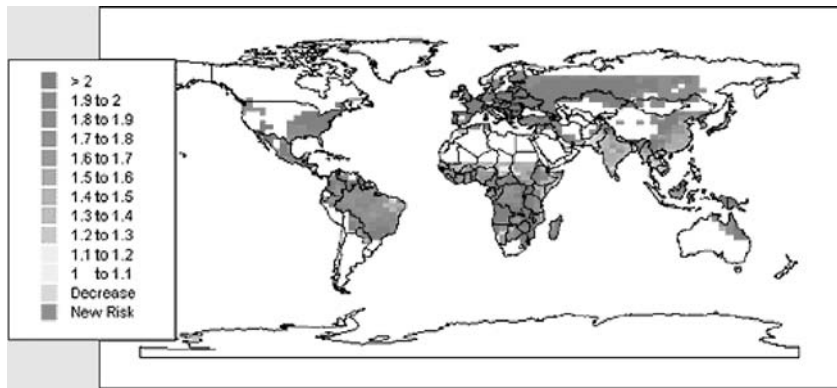 > 2
1.9 to 2
1.8 to 1.9
1.7 to 1.8
1.6 to 1.7
1.5 to 1.6
1.4 to 1.5
1.3 to 1.4
1.2 to 1.3
1.1 to 1.2
1 to 1.1
Decrease
New Risk